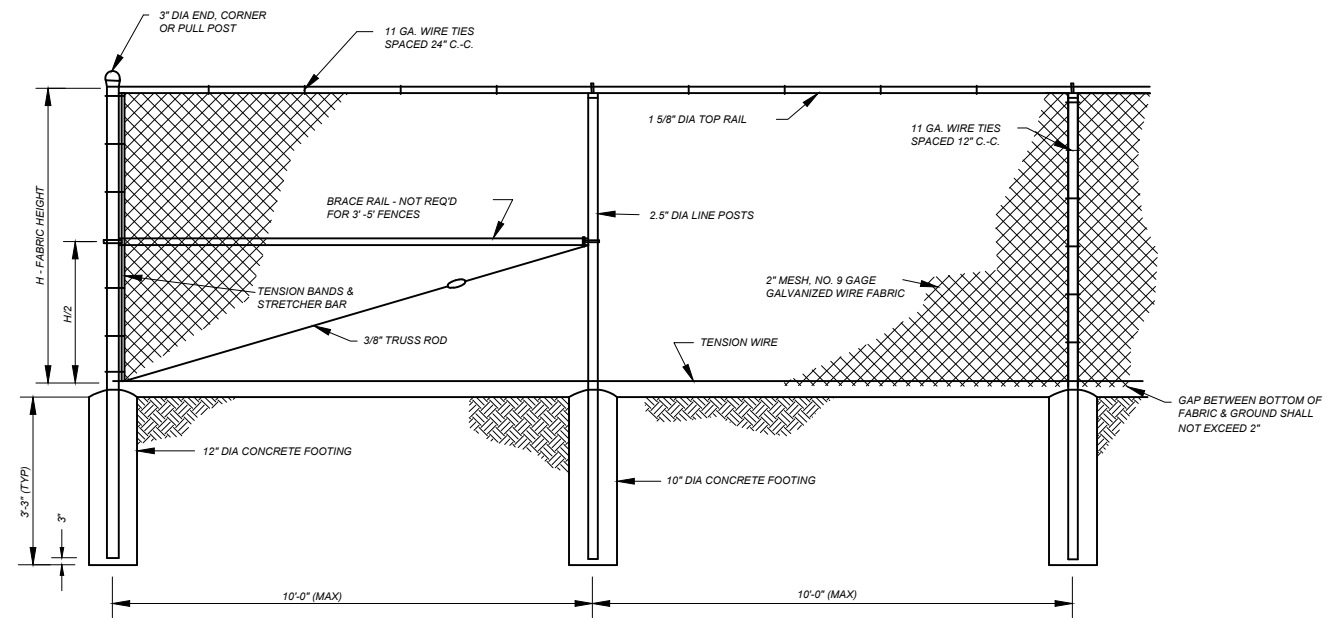 3" DIA END, CORNER
OR PULL POST
11 GA. WIRE TIES
SPACED 24" C.-C.
1 5/8" DIA TOP RAIL
11 GA. WIRE TIES
SPACED 12" C.-C.
H - FABRIC HEIGHT
BRACE RAIL - NOT REQ'D
FOR 3' -5' FENCES
2.5" DIA LINE POSTS
H/2
TENSION BANDS &
STRETCHER BAR
2" MESH, NO. 9 GAGE
GALVANIZED WIRE FABRIC
3/8" TRUSS ROD
TENSION WIRE
GAP BETWEEN BOTTOM OF
FABRIC & GROUND SHALL
NOT EXCEED 2"
12" DIA CONCRETE FOOTING
10" DIA CONCRETE FOOTING
3'-3" (TYP)
3"
10'-0" (MAX)
10'-0" (MAX)